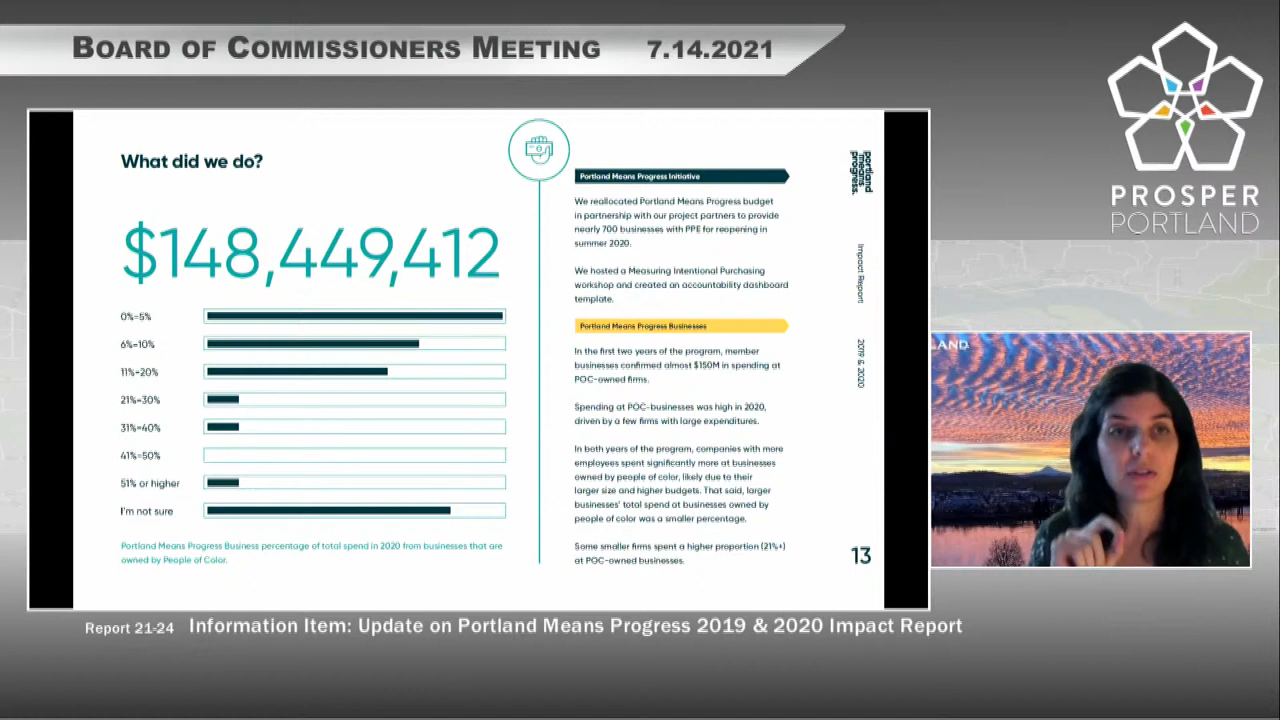 BOARD OF COMMISSIONERS MEETING 7.14.2021
PROSPER
PORTLAND
What did we do?
$148,449,412
0%=5%
6%=10%
11%=20%
21%=30%
31%=40%
41%=50%
51% or higher
I'm not sure
Portland Means Progress Business percentage of total spend in 2020 from businesses that are
owned by People of Color.
Portland Means Progress Initiative
We reallocated Portland Means Progress budget
in partnership with our project partners to provide
nearly 700 businesses with PPE for reopening in
summer 2020.
We hosted a Measuring Intentional Purchasing
workshop and created an accountability dashboard
template.
Portland Means Progress Businesses
In the first two years of the program, member
businesses confirmed almost $150M in spending at
POC-owned firms.
Spending at POC-businesses was high in 2020,
driven by a few firms with large expenditures.
In both years of the program, companies with more
employees spent significantly more at businesses
owned by people of color, likely due to their
larger size and higher budgets. That said, larger
businesses' total spend at businesses owned by
people of color was a smaller percentage.
Some smaller firms spent a higher proportion (21%+)
at POC-owned businesses.
portland
means
progress.
Impact Report:
2019 & 2020
13
LAND
Report 21-24 Information Item: Update on Portland Means Progress 2019 & 2020 Impact Report